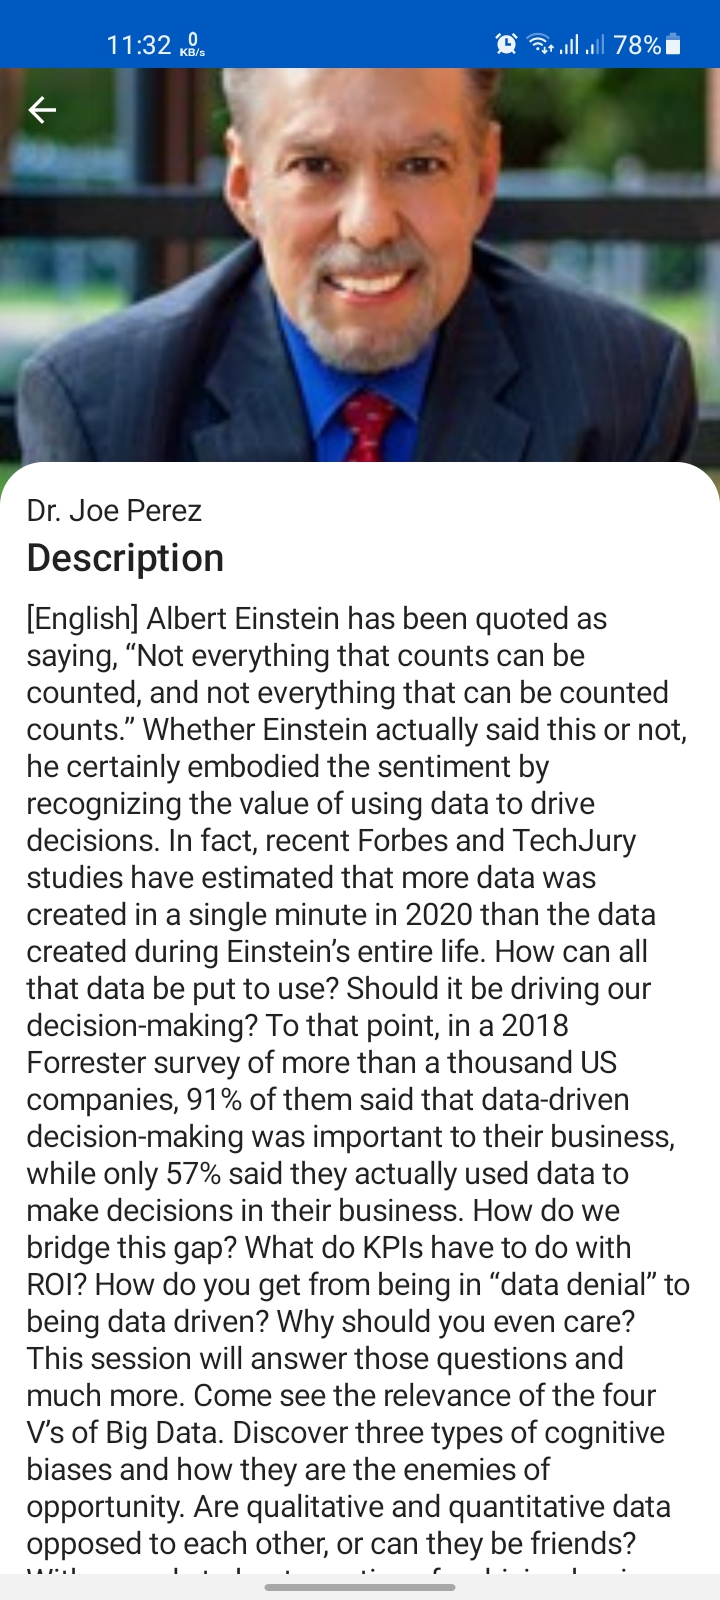 11:32 0 KB/s 78%
Dr. Joe Perez
Description
[English] Albert Einstein has been quoted as
saying, “Not everything that counts can be
counted, and not everything that can be counted
counts.” Whether Einstein actually said this or not,
he certainly embodied the sentiment by
recognizing the value of using data to drive
decisions. In fact, recent Forbes and TechJury
studies have estimated that more data was
created in a single minute in 2020 than the data
created during Einstein’s entire life. How can all
that data be put to use? Should it be driving our
decision-making? To that point, in a 2018
Forrester survey of more than a thousand US
companies, 91% of them said that data-driven
decision-making was important to their business,
while only 57% said they actually used data to
make decisions in their business. How do we
bridge this gap? What do KPIs have to do with
ROI? How do you get from being in “data denial” to
being data driven? Why should you even care?
This session will answer those questions and
much more. Come see the relevance of the four
V’s of Big Data. Discover three types of cognitive
biases and how they are the enemies of
opportunity. Are qualitative and quantitative data
opposed to each other, or can they be friends?